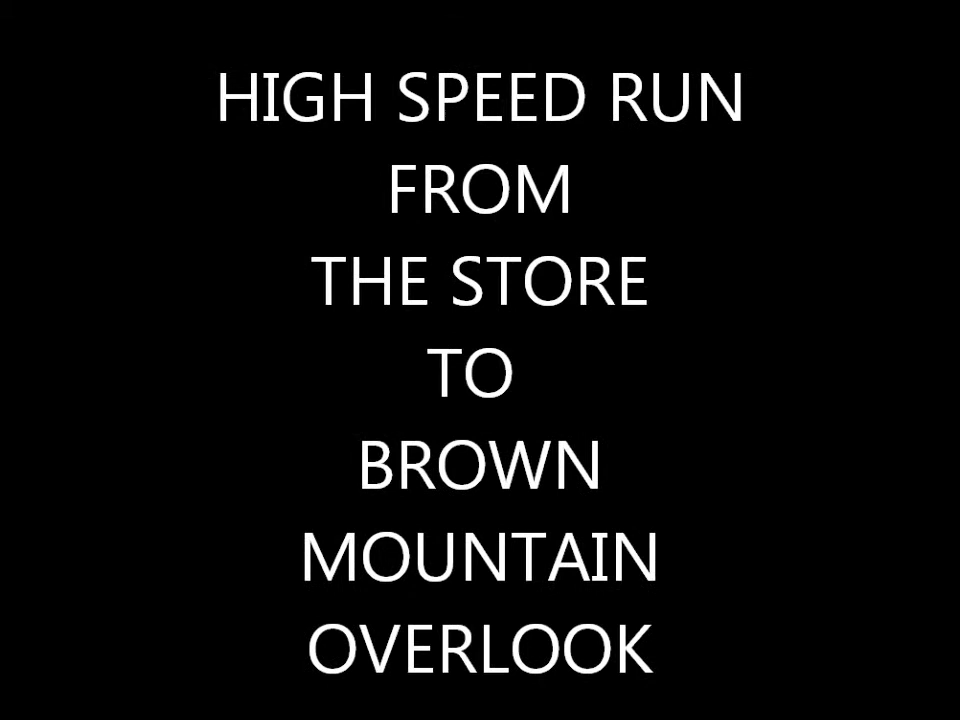 HIGH SPEED RUN
FROM
THE STORE
TO
BROWN
MOUNTAIN
OVERLOOK